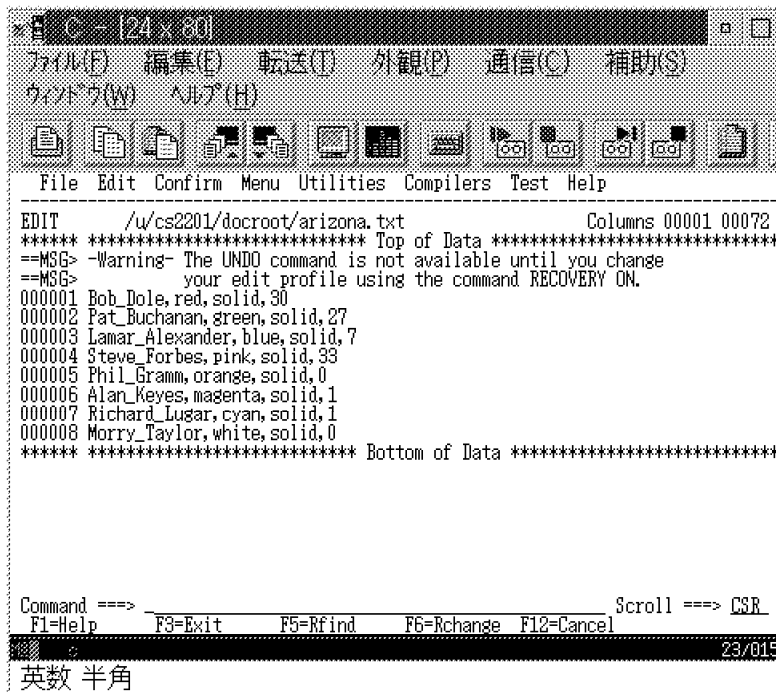 C - [24 x 80]
ファイル(F) 編集(E) 転送(T) 外観(P) 通信(C) 補助(S)
ウィンドウ(W) ヘルプ(H)
File Edit Confirm Menu Utilities Compilers Test Help
EDIT /u/cs2201/docroot/arizona.txt Columns 00001 00072
****** **************************** Top of Data *****************************
==MSG> -Warning- The UNDO command is not available until you change
==MSG> your edit profile using the command RECOVERY ON.
000001 Bob_Dole,red,solid,30
000002 Pat_Buchanan,green,solid,27
000003 Lamar_Alexander,blue,solid,7
000004 Steve_Forbes,pink,solid,33
000005 Phil_Gramm,orange,solid,0
000006 Alan_Keyes,magenta,solid,1
000007 Richard_Lugar,cyan,solid,1
000008 Morry_Taylor,white,solid,0
****** *************************** Bottom of Data ***************************
Command ===> _ Scroll ===> CSR
F1=Help F3=Exit F5=Rfind F6=Rchange F12=Cancel
c 23/015
英数 半角